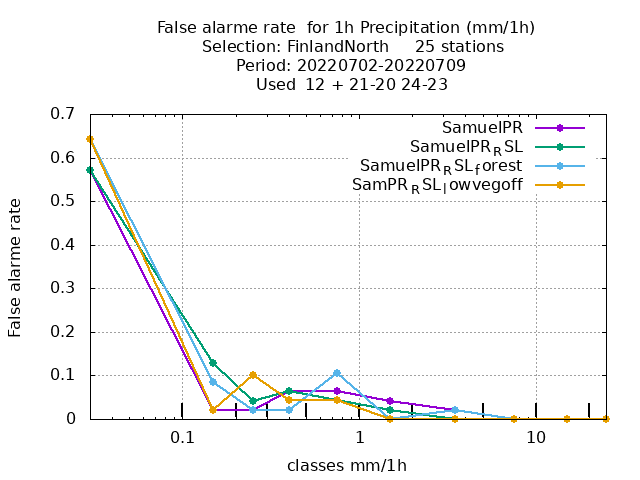 False alarme rate  for 1h Precipitation (mm/1h)
Selection: FinlandNorth     25 stations
Period: 20220702-20220709
Used  12 + 21-20 24-23
SamuelPR
SamuelPR_RSL
SamuelPR_RSL_forest
SamPR_RSL_lowvegoff
False alarme rate
0.7
0.6
0.5
0.4
0.3
0.2
0.1
0
0.1
1
10
classes mm/1h